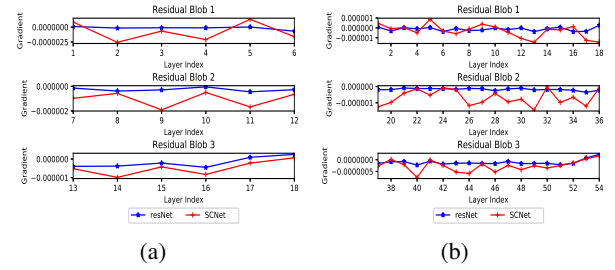 Residual Blob 1
Gradient
0.0000000
−0.0000025
1 2 3 4 5 6
Layer Index
Residual Blob 2
Gradient
0.000000
−0.000002
7 8 9 10 11 12
Layer Index
Residual Blob 3
Gradient
0.000000
−0.000001
13 14 15 16 17 18
Layer Index
resNet SCNet
(a)
Residual Blob 1
Gradient
0.000001
0.000000
−0.000001
2 4 6 8 10 12 14 16 18
Layer Index
Residual Blob 2
Gradient
0.000000
−0.000001
20 22 24 26 28 30 32 34 36
Layer Index
Residual Blob 3
Gradient
0.0000000
−0.0000005
38 40 42 44 46 48 50 52 54
Layer Index
resNet SCNet
(b)